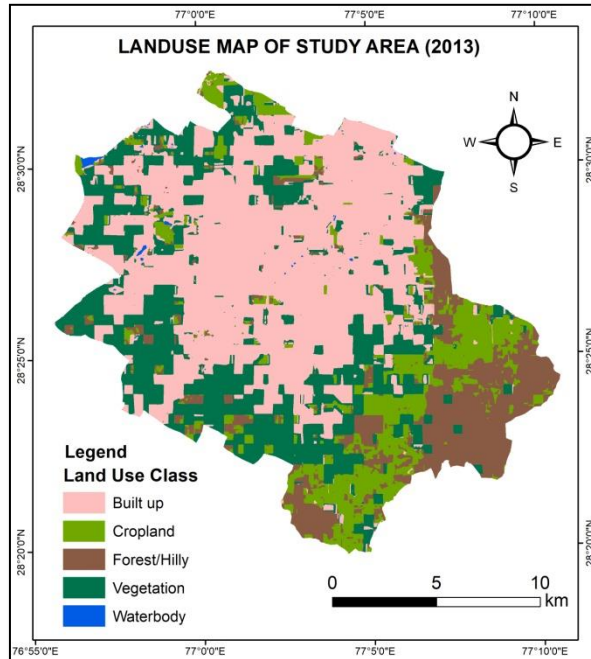 77°0'0"E 77°5'0"E 77°10'0"E
LANDUSE MAP OF STUDY AREA (2013)
N
W E
S
28°30'0"N 28°30'0"N
28°25'0"N 28°25'0"N
Legend
Land Use Class
Built up
Cropland
Forest/Hilly
Vegetation
Waterbody
28°20'0"N 28°20'0"N
0 5 10
km
76°55'0"E 77°0'0"E 77°5'0"E 77°10'0"E